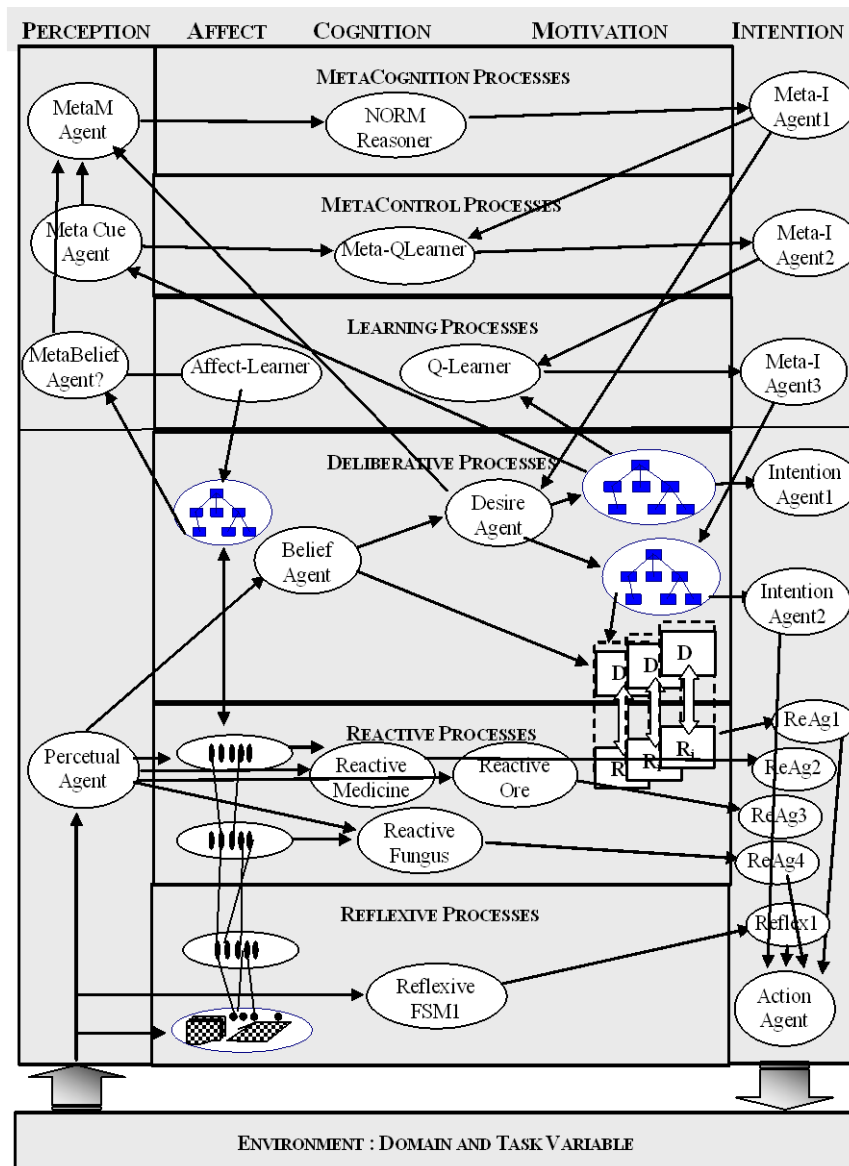 PERCEPTION AFFECT COGNITION MOTIVATION INTENTION
METACOGNITION PROCESSES
MetaM
Agent
NORM
Reasoner
Meta-I
Agent1
METACONTROL PROCESSES
Meta Cue
Agent
Meta-QLearner
Meta-I
Agent2
LEARNING PROCESSES
MetaBelief
Agent?
Affect-Learner
Q-Learner
Meta-I
Agent3
DELIBERATIVE PROCESSES
Desire
Agent
Intention
Agent1
Belief
Agent
Intention
Agent2
D
D
D
REACTIVE PROCESSES
Percetual
Agent
Reactive
Medicine
Reactive
Ore
R
R
Ri
ReAg1
ReAg2
ReAg3
Reactive
Fungus
ReAg4
REFLEXIVE PROCESSES
Reflex1
Reflexive
FSM1
Action
Agent
ENVIRONMENT : DOMAIN AND TASK VARIABLE